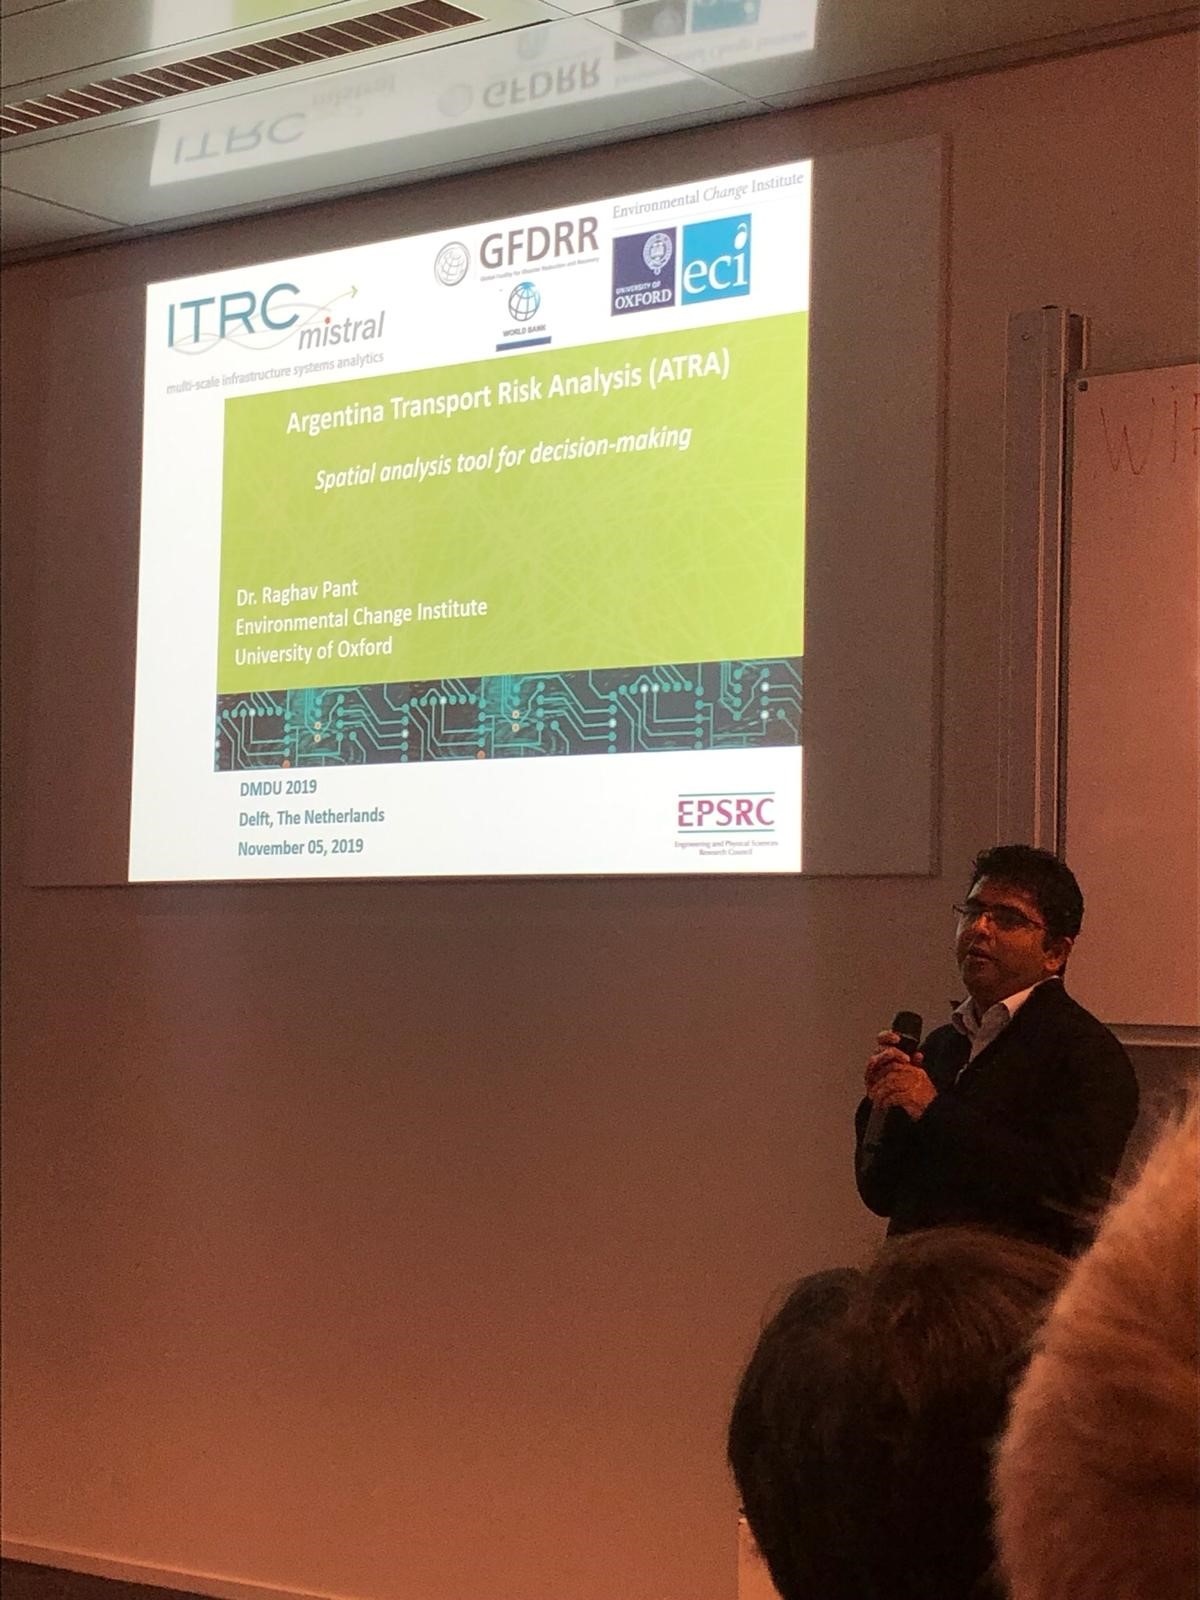 ITRC
mistral
multi-scale infrastructure systems analytics
GFDRR
Global Facility for Disaster Reduction and Recovery
WORLD BANK
Environmental Change Institute
UNIVERSITY OF
OXFORD
eci
Argentina Transport Risk Analysis (ATRA)
Spatial analysis tool for decision-making
Dr. Raghav Pant
Environmental Change Institute
University of Oxford
DMDU 2019
Delft, The Netherlands
November 05, 2019
EPSRC
Engineering and Physical Sciences
Research Council